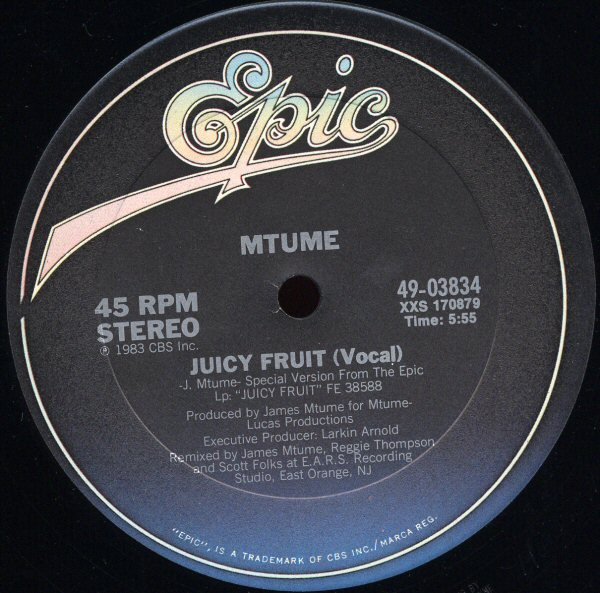 Epic
MTUME
45 RPM
STEREO
℗ 1983 CBS Inc.
49-03834
XXS 170879
Time: 5:55
JUICY FRUIT (Vocal)
-J. Mtume- Special Version From The Epic
Lp: "JUICY FRUIT" FE 38588
Produced by James Mtume for Mtume-
Lucas Productions
Executive Producer: Larkin Arnold
Remixed by James Mtume, Reggie Thompson
and Scott Folks at E.A.R.S. Recording
Studio, East Orange, NJ
"EPIC", IS A TRADEMARK OF CBS INC./MARCA REG.